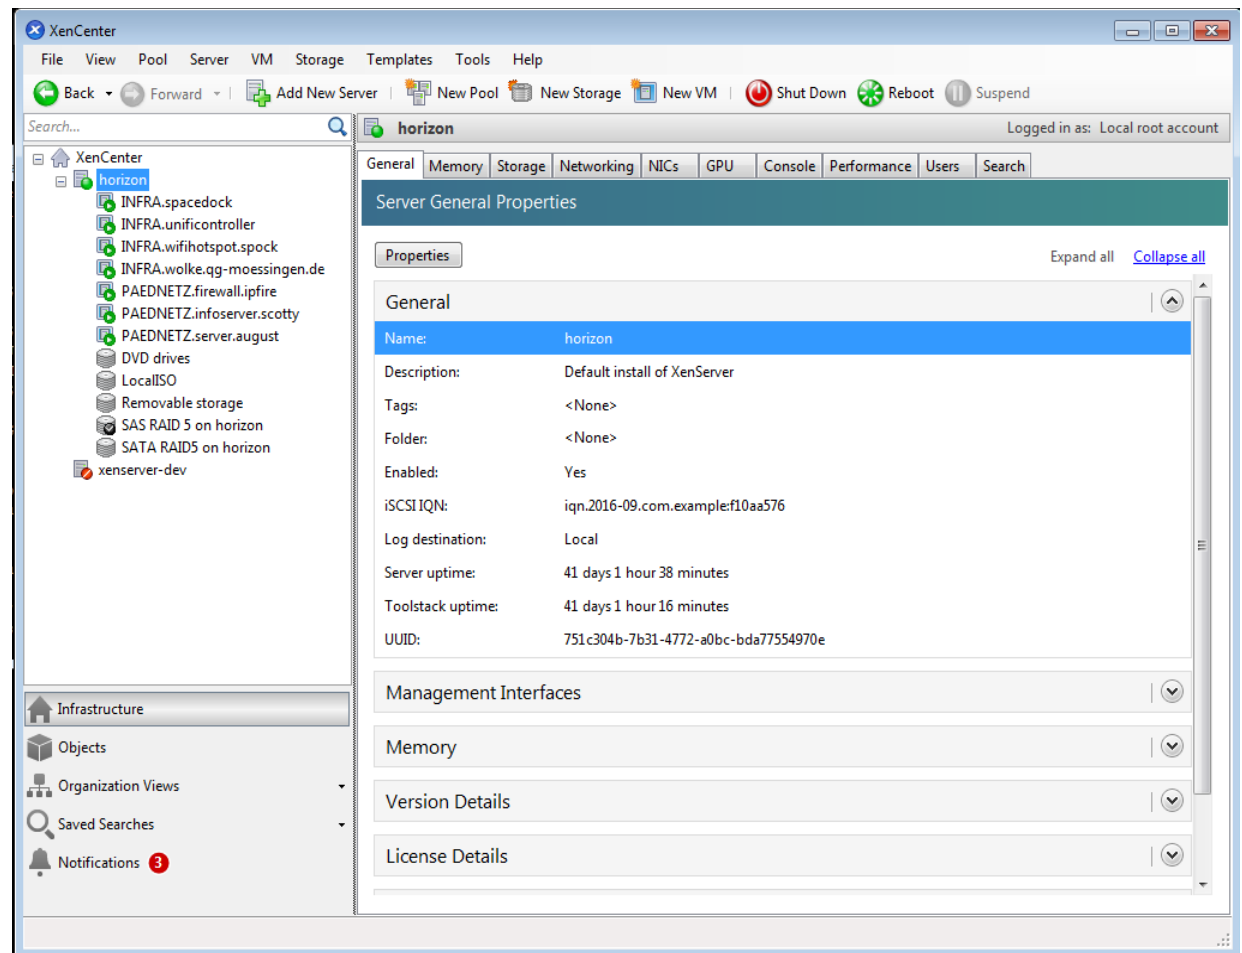 XenCenter
File View Pool Server VM Storage Templates Tools Help
Back Forward Add New Server New Pool New Storage New VM Shut Down Reboot Suspend
Search...
horizon Logged in as: Local root account
XenCenter
horizon
INFRA.spacedock
INFRA.unificontroller
INFRA.wifihotspot.spock
INFRA.wolke.qg-moessingen.de
PAEDNETZ.firewall.ipfire
PAEDNETZ.infoserver.scotty
PAEDNETZ.server.august
DVD drives
LocalISO
Removable storage
SAS RAID 5 on horizon
SATA RAID5 on horizon
xenserver-dev
Infrastructure
Objects
Organization Views
Saved Searches
Notifications 3
General Memory Storage Networking NICs GPU Console Performance Users Search
Server General Properties
Properties Expand all Collapse all
General
Name: horizon
Description: Default install of XenServer
Tags: <None>
Folder: <None>
Enabled: Yes
iSCSI IQN: iqn.2016-09.com.example:f10aa576
Log destination: Local
Server uptime: 41 days 1 hour 38 minutes
Toolstack uptime: 41 days 1 hour 16 minutes
UUID: 751c304b-7b31-4772-a0bc-bda77554970e
Management Interfaces
Memory
Version Details
License Details